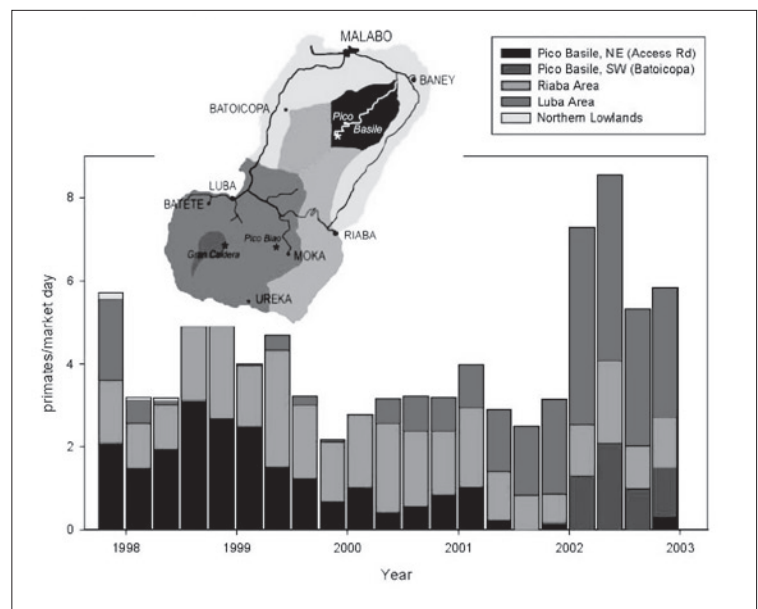 MALABO
BANEY
BATOICOPA
Pico
Basile
LUBA
BATETE
Pico Biao
RIABA
Gran Caldera
MOKA
UREKA
Pico Basile, NE (Access Rd)
Pico Basile, SW (Batoicopa)
Riaba Area
Luba Area
Northern Lowlands
primates/market day
8
6
4
2
0
1998
1999
2000
2001
2002
2003
Year